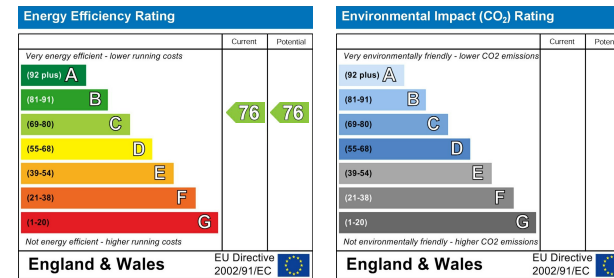 Energy Efficiency Rating
Current Potential
Very energy efficient - lower running costs
(92 plus) A
(81-91) B
(69-80) C
(55-68) D
(39-54) E
(21-38) F
(1-20) G
76 76
Not energy efficient - higher running costs
England & Wales
EU Directive
2002/91/EC
Environmental Impact (CO₂) Rating
Current Poten
Very environmentally friendly - lower CO2 emissions
(92 plus) A
(81-91) B
(69-80) C
(55-68) D
(39-54) E
(21-38) F
(1-20) G
Not environmentally friendly - higher CO2 emissions
England & Wales
EU Directive
2002/91/EC